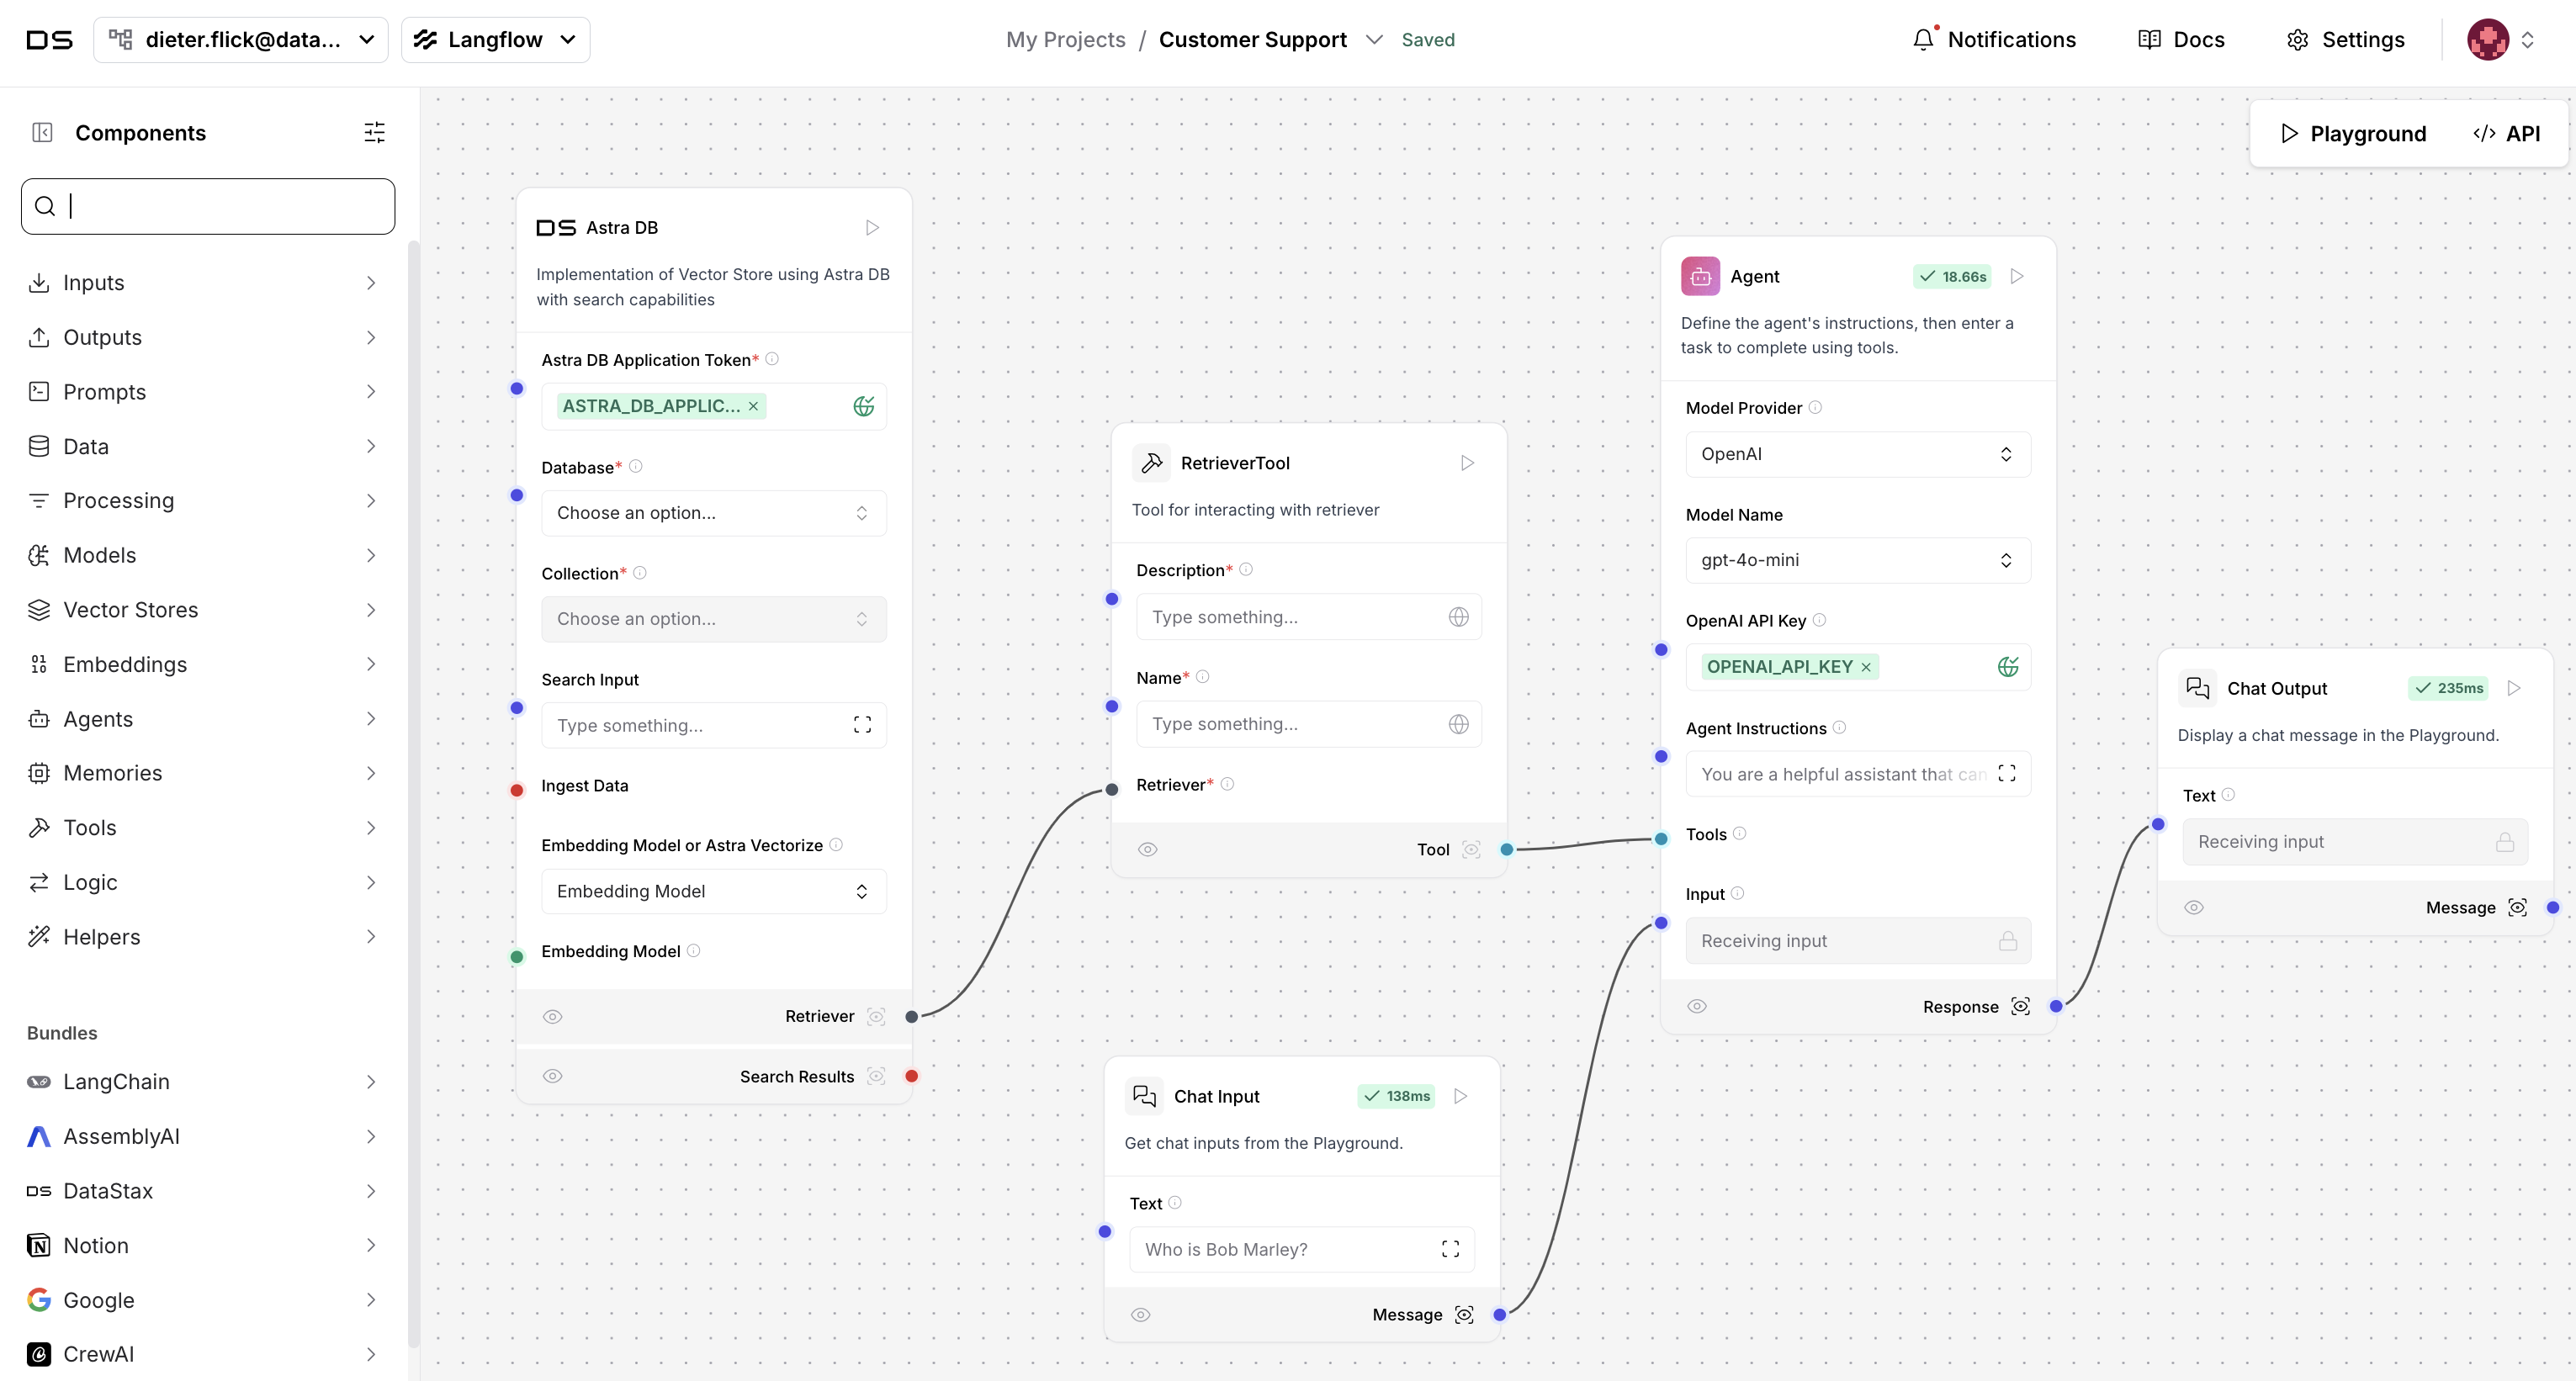 DS
dieter.flick@data...
Langflow
My Projects / Customer Support
Saved
Notifications
Docs
Settings
Components
Inputs
Outputs
Prompts
Data
Processing
Models
Vector Stores
Embeddings
Agents
Memories
Tools
Logic
Helpers
Bundles
LangChain
AssemblyAI
DS DataStax
Notion
Google
CrewAI
Playground
API
DS Astra DB
Implementation of Vector Store using Astra DB
with search capabilities
Astra DB Application Token*
ASTRA_DB_APPLIC... ×
Database*
Choose an option...
Collection*
Choose an option...
Search Input
Type something...
Ingest Data
Embedding Model or Astra Vectorize
Embedding Model
Embedding Model
Retriever
Search Results
RetrieverTool
Tool for interacting with retriever
Description*
Type something...
Name*
Type something...
Retriever*
Tool
Chat Input
138ms
Get chat inputs from the Playground.
Text
Who is Bob Marley?
Message
Agent
18.66s
Define the agent's instructions, then enter a
task to complete using tools.
Model Provider
OpenAI
Model Name
gpt-4o-mini
OpenAI API Key
OPENAI_API_KEY ×
Agent Instructions
You are a helpful assistant that can
Tools
Input
Receiving input
Response
Chat Output
235ms
Display a chat message in the Playground.
Text
Receiving input
Message